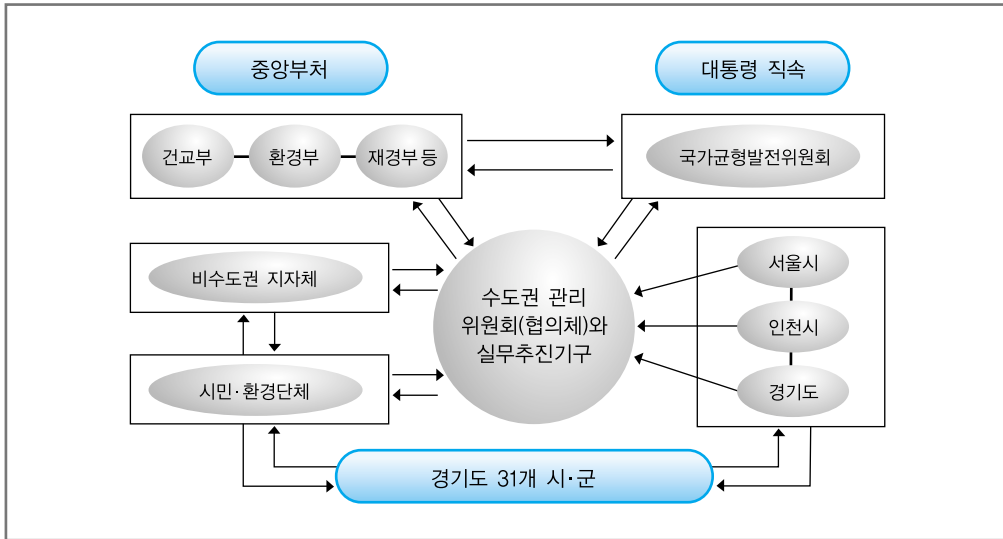 중앙부처
대통령 직속
건교부
환경부
재경부 등
국가균형발전위원회
비수도권 지자체
수도권 관리
위원회(협의체)와
실무추진기구
서울시
인천시
경기도
시민·환경단체
경기도 31개 시·군